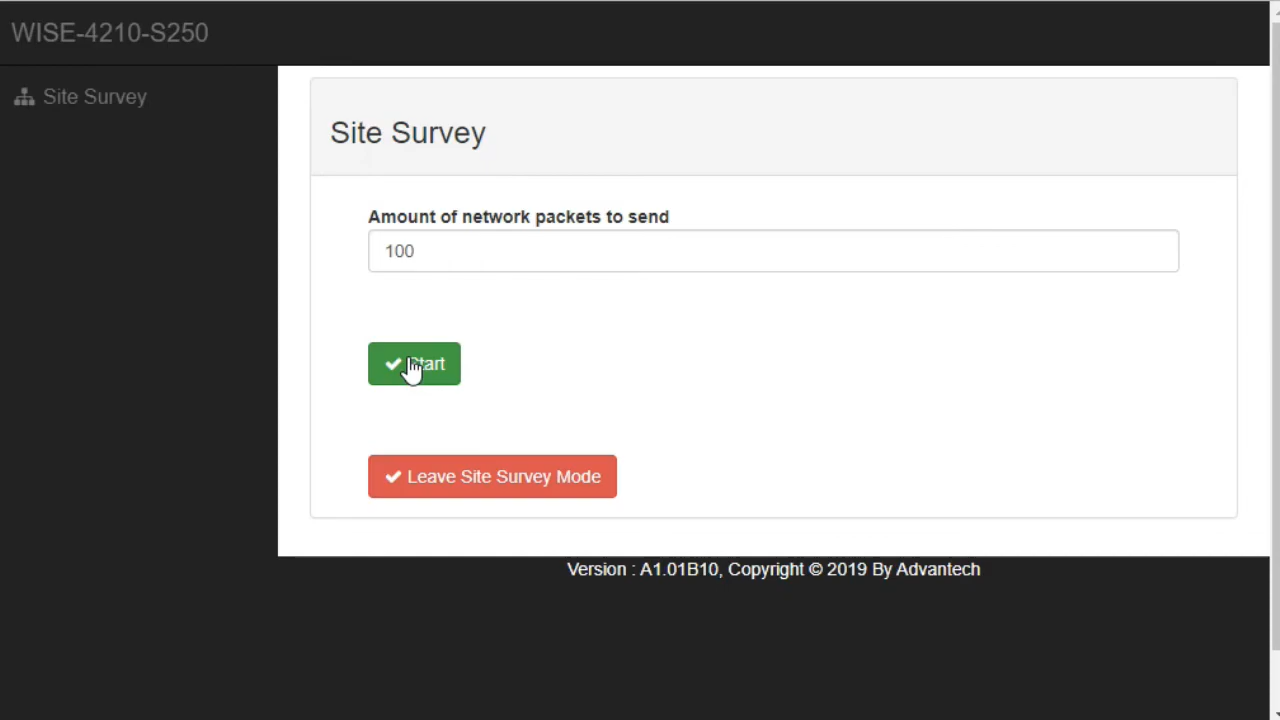 WISE-4210-S250
Site Survey
Site Survey
Amount of network packets to send
100
Start
Leave Site Survey Mode
Version : A1.01B10, Copyright © 2019 By Advantech